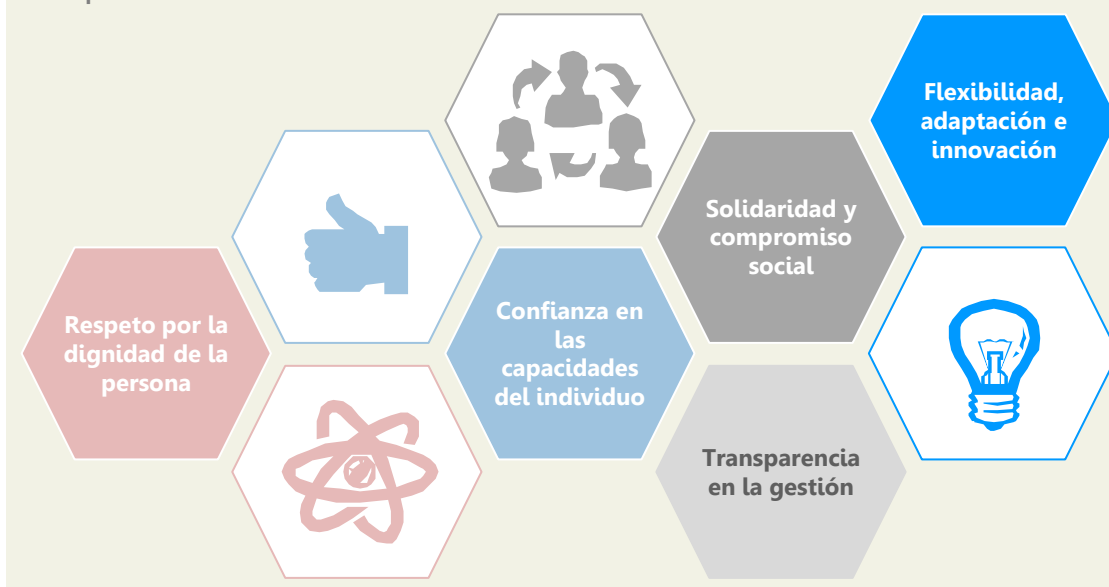 Flexibilidad,
adaptación e
innovación
Solidaridad y
compromiso
social
Respeto por la
dignidad de la
persona
Confianza en
las
capacidades
del individuo
Transparencia
en la gestión